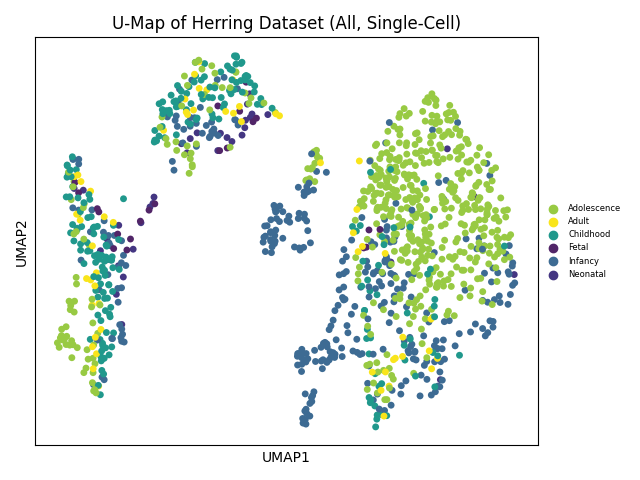 U-Map of Herring Dataset (All, Single-Cell)
UMAP2
UMAP1
Adolescence
Adult
Childhood
Fetal
Infancy
Neonatal